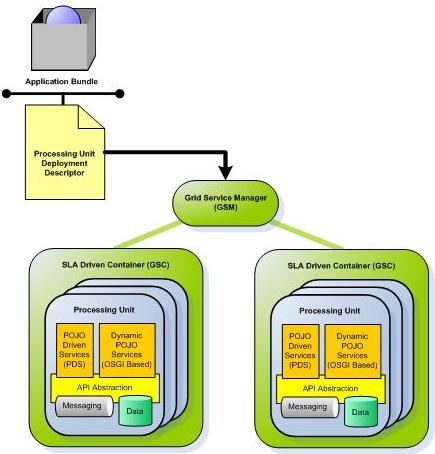 Application Bundle
Processing Unit
Deployment
Descriptor
Grid Service Manager
(GSM)
SLA Driven Container (GSC)
Processing Unit
POJO
Driven
Services
(PDS)
Dynamic
POJO
Services
(OSGI Based)
API Abstraction
Messaging
Data
SLA Driven Container (GSC)
Processing Unit
POJO
Driven
Services
(PDS)
Dynamic
POJO
Services
(OSGI Based)
API Abstraction
Messaging
Data